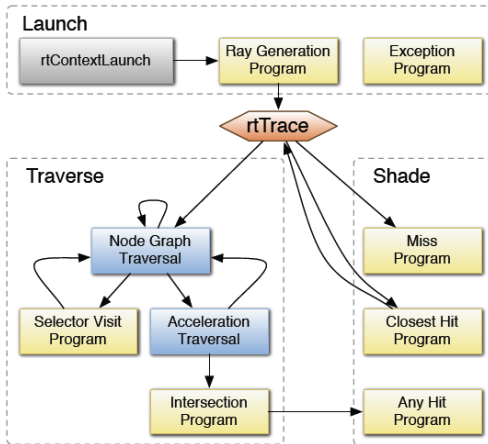 Launch
rtContextLaunch
Ray Generation
Program
Exception
Program
rtTrace
Traverse
Shade
Node Graph
Traversal
Miss
Program
Selector Visit
Program
Acceleration
Traversal
Closest Hit
Program
Intersection
Program
Any Hit
Program